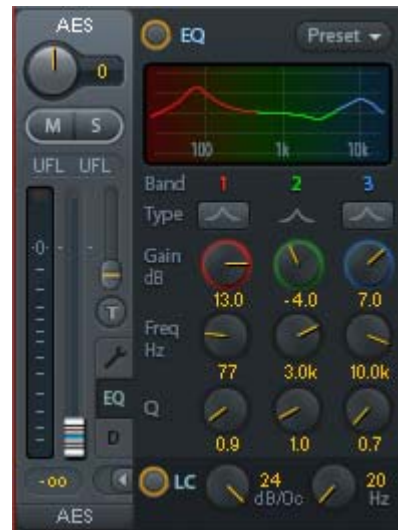 AES
0
M S
UFL UFL
-0-
T
EQ
D
-oo
AES
EQ Preset
100 1k 10k
Band 1 2 3
Type
Gain dB
13.0 -4.0 7.0
Freq Hz
77 3.0k 10.0k
Q
0.9 1.0 0.7
LC 24 dB/Oc 20 Hz